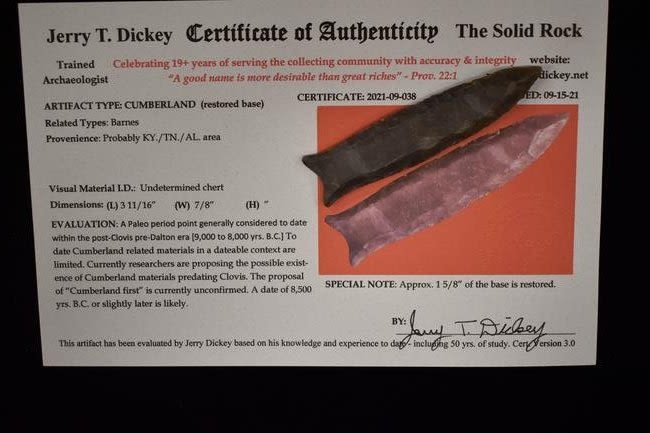 Jerry T. Dickey Certificate of Authenticity The Solid Rock
Trained Archaeologist
Celebrating 19+ years of serving the collecting community with accuracy & integrity
"A good name is more desirable than great riches" - Prov. 22:1
website:
dickey.net
ARTIFACT TYPE: CUMBERLAND (restored base)
CERTIFICATE: 2021-09-038
ED: 09-15-21
Related Types: Barnes
Provenience: Probably KY./TN./AL. area
Visual Material I.D.: Undetermined chert
Dimensions: (L) 3 11/16" (W) 7/8" (H) "
EVALUATION: A Paleo period point generally considered to date
within the post-Clovis pre-Dalton era [9,000 to 8,000 yrs. B.C.] To
date Cumberland related materials in a dateable context are
limited. Currently researchers are proposing the possible exist-
ence of Cumberland materials predating Clovis. The proposal
of "Cumberland first" is currently unconfirmed. A date of 8,500
yrs. B.C. or slightly later is likely.
SPECIAL NOTE: Approx. 1 5/8" of the base is restored.
BY: Jerry T. Dickey
This artifact has been evaluated by Jerry Dickey based on his knowledge and experience to date - including 50 yrs. of study. Cert. Version 3.0